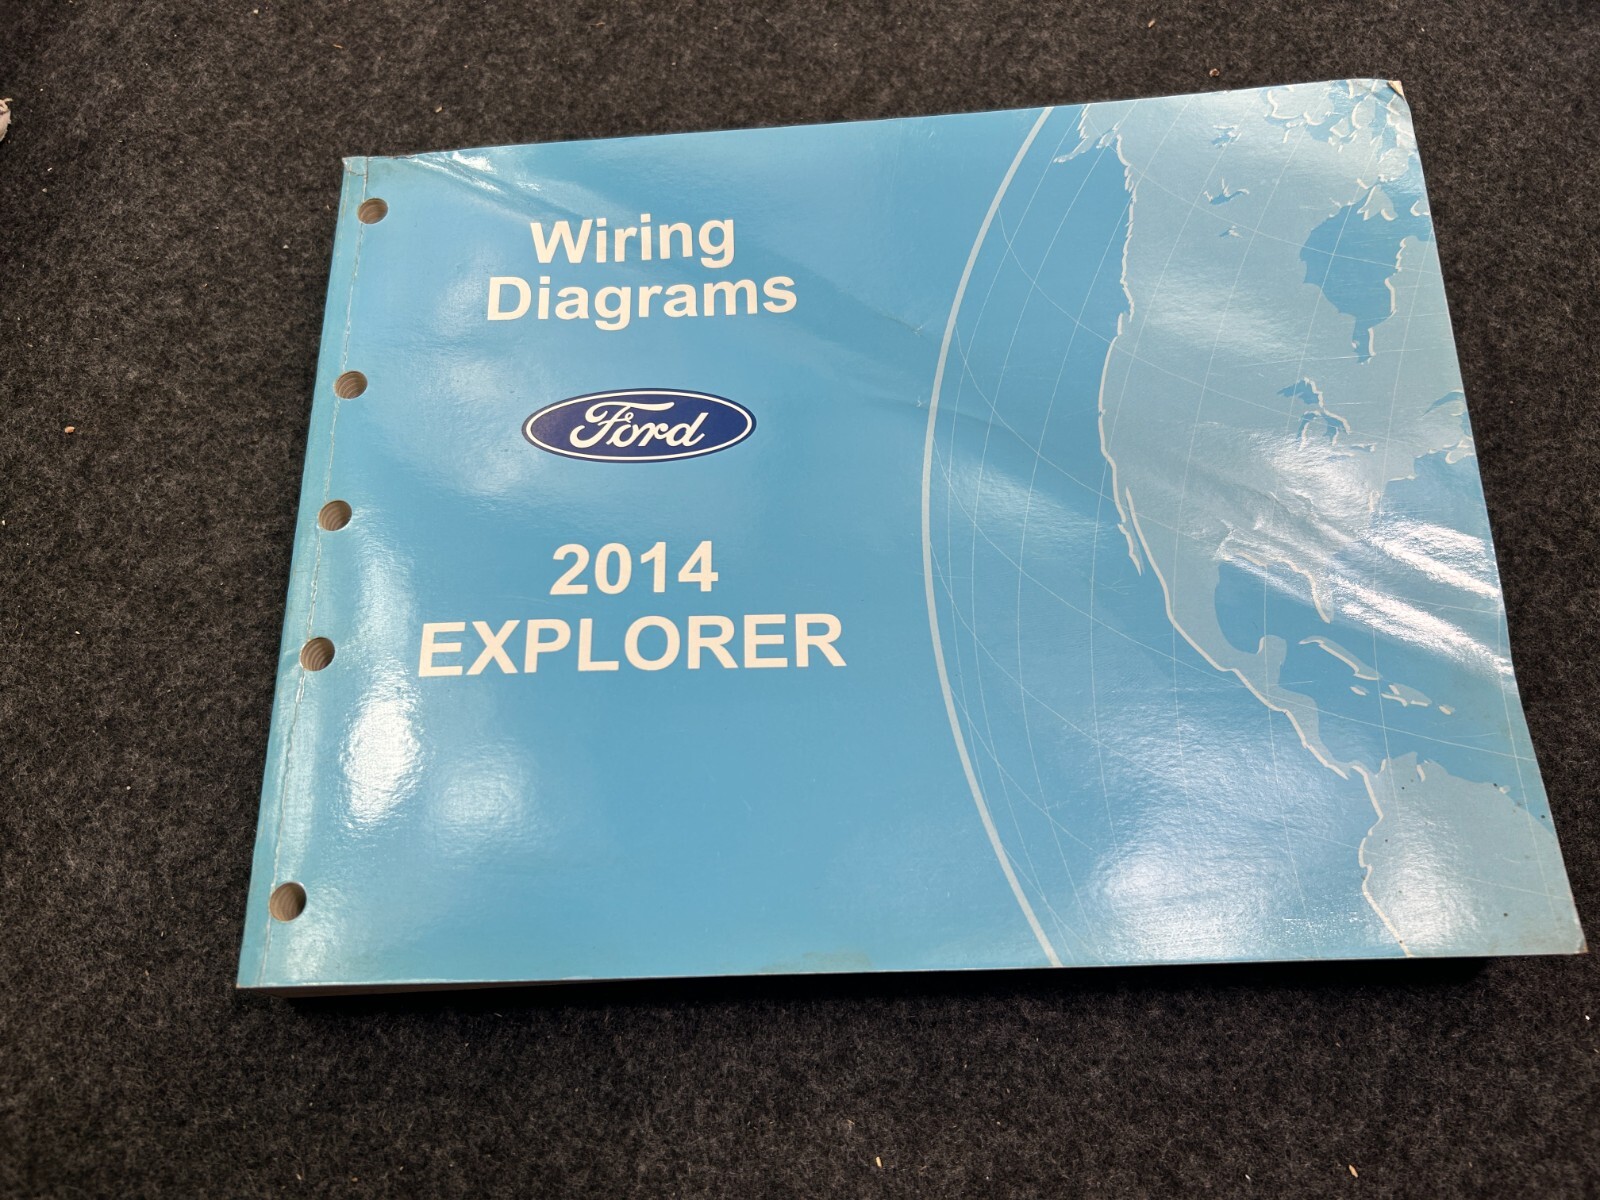 Wiring
Diagrams
Ford
2014
EXPLORER